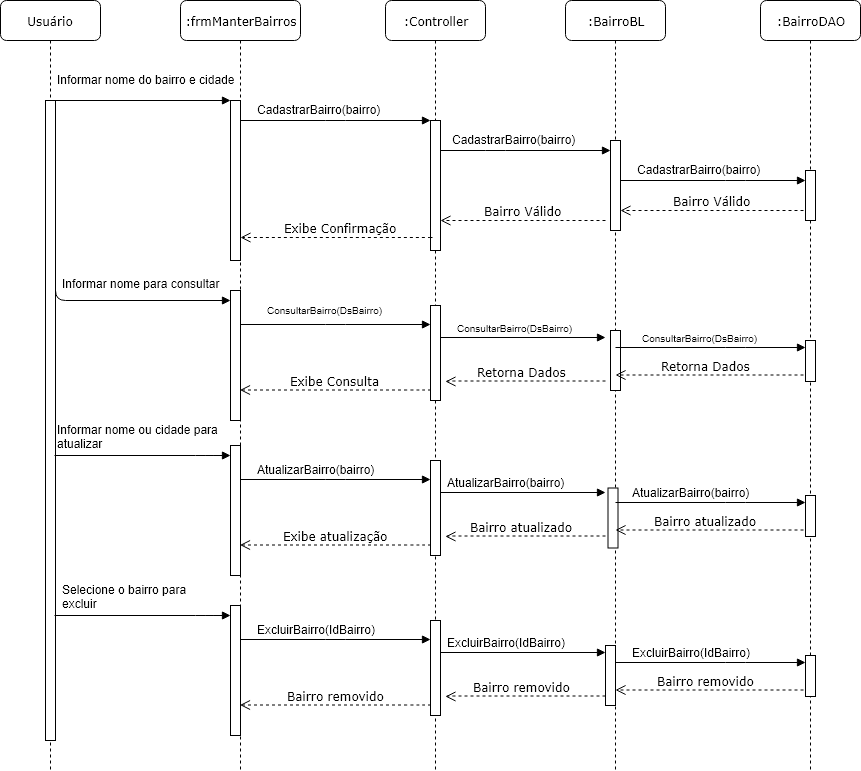 Usuário
:frmManterBairros
:Controller
:BairroBL
:BairroDAO
Informar nome do bairro e cidade
CadastrarBairro(bairro)
CadastrarBairro(bairro)
CadastrarBairro(bairro)
Bairro Válido
Bairro Válido
Exibe Confirmação
Informar nome para consultar
ConsultarBairro(DsBairro)
ConsultarBairro(DsBairro)
ConsultarBairro(DsBairro)
Retorna Dados
Retorna Dados
Exibe Consulta
Informar nome ou cidade para
atualizar
AtualizarBairro(bairro)
AtualizarBairro(bairro)
AtualizarBairro(bairro)
Bairro atualizado
Bairro atualizado
Exibe atualização
Selecione o bairro para
excluir
ExcluirBairro(IdBairro)
ExcluirBairro(IdBairro)
ExcluirBairro(IdBairro)
Bairro removido
Bairro removido
Bairro removido